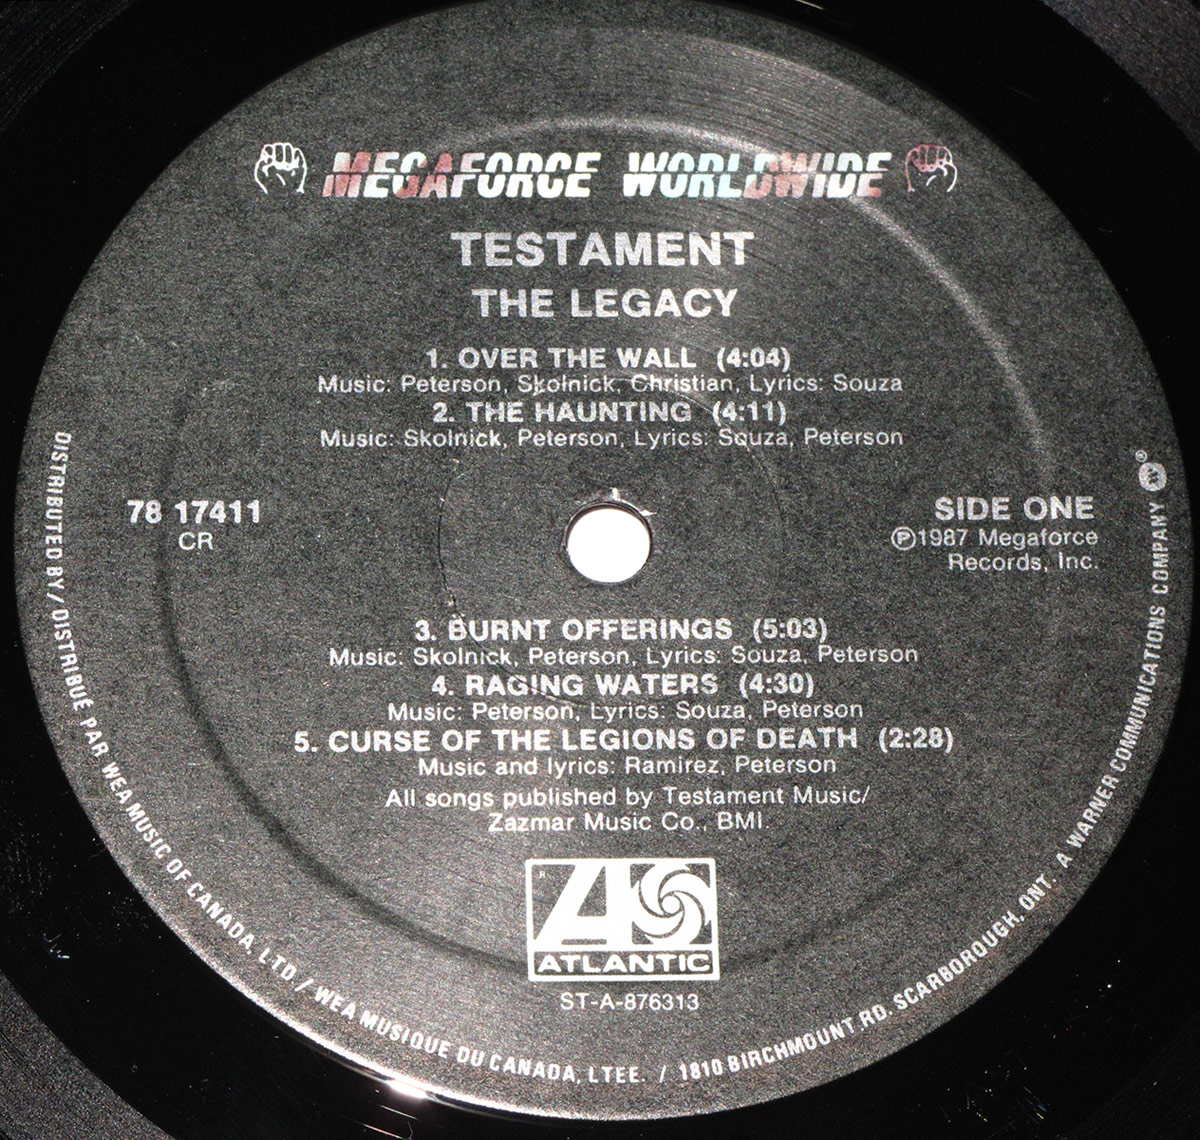 MEGAFORCE WORLDWIDE
TESTAMENT
THE LEGACY
1. OVER THE WALL (4:04)
Music: Peterson, Skolnick, Christian, Lyrics: Souza
2. THE HAUNTING (4:11)
Music: Skolnick, Peterson, Lyrics: Souza, Peterson
78 17411
CR
SIDE ONE
Ⓟ1987 Megaforce
Records, Inc.
3. BURNT OFFERINGS (5:03)
Music: Skolnick, Peterson, Lyrics: Souza, Peterson
4. RAGING WATERS (4:30)
Music: Peterson, Lyrics: Souza, Peterson
5. CURSE OF THE LEGIONS OF DEATH (2:28)
Music and lyrics: Ramirez, Peterson
All songs published by Testament Music/
Zazmar Music Co., BMI.
ATLANTIC
ST-A-876313
DISTRIBUTED BY/DISTRIBUE PAR WEA MUSIC OF CANADA, LTD/WEA MUSIQUE DU CANADA, LTEE. / 1810 BIRCHMOUNT RD. SCARBOROUGH, ONT. A WARNER COMMUNICATIONS COMPANY